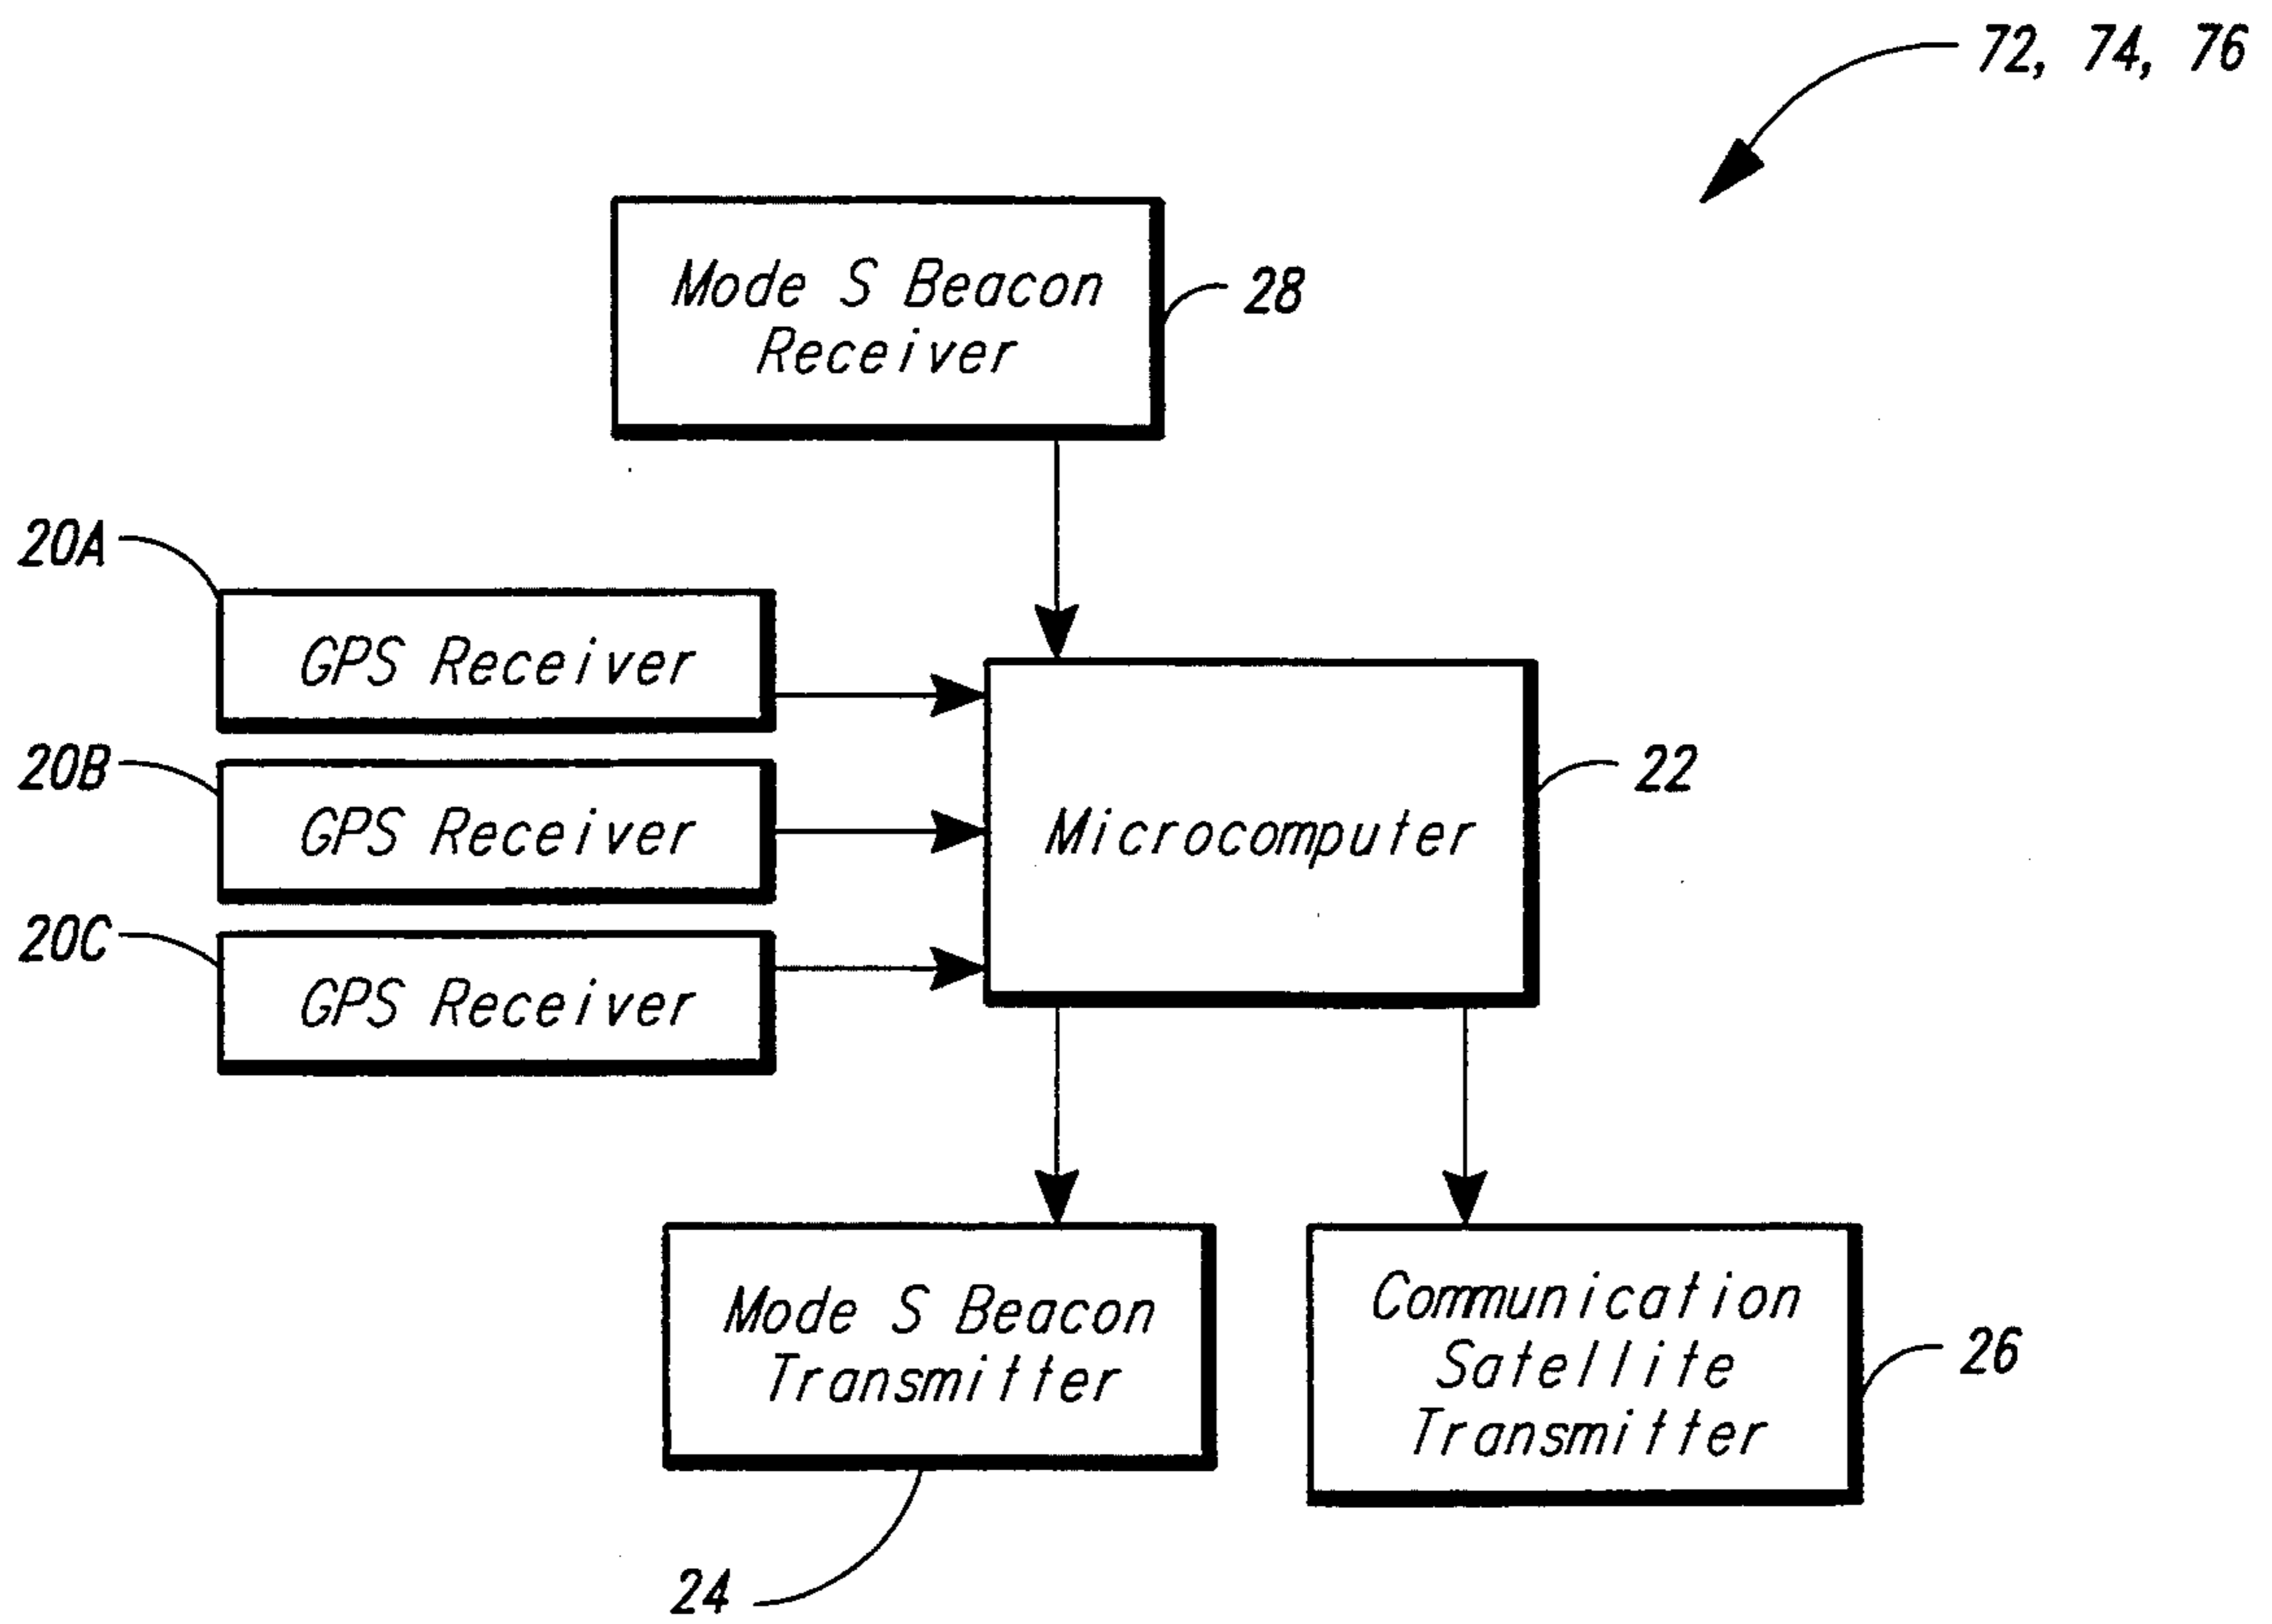 72, 74, 76
Mode S Beacon
Receiver
28
20A
GPS Receiver
20B
GPS Receiver
20C
GPS Receiver
Microcomputer
22
Mode S Beacon
Transmitter
24
Communication
Satellite
Transmitter
26